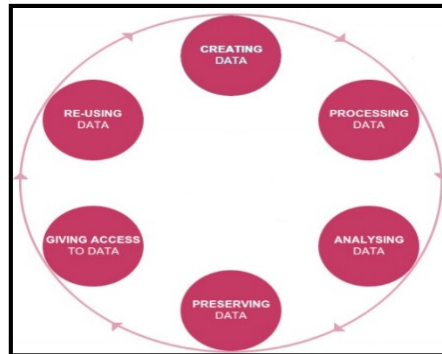 CREATING
DATA
PROCESSING
DATA
ANALYSING
DATA
PRESERVING
DATA
GIVING ACCESS
TO DATA
RE-USING
DATA